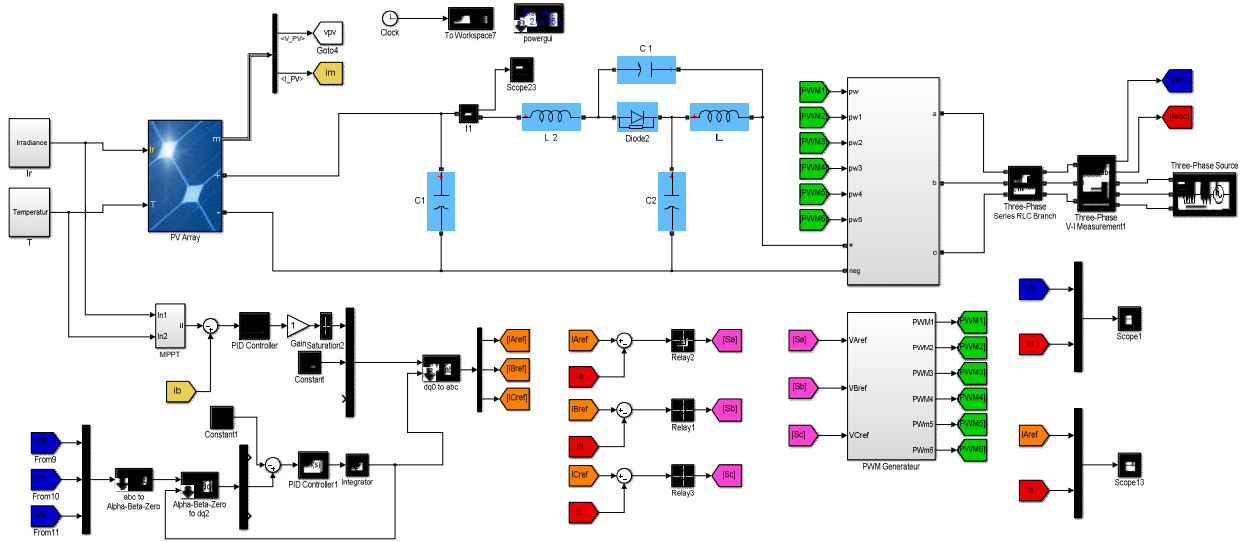 <V_PV>
vpv
Goto4
<I_PV>
im
Clock
To Workspace7
powergui
Scope23
I1
C 1
L 2
Diode2
L
C1
C2
Irradiance
Ir
Temperatur
T
Ir
T
m
+
-
PV Array
[PWM1]
[PWM2]
[PWM3]
[PWM4]
[PWM5]
[PWM6]
pw
pw1
pw2
pw3
pw4
pw5
+
neg
a
b
c
Three-Phase
Series RLC Branch
Three-Phase
V-I Measurement1
Three-Phase Source
In1
In2
MPPT
PID Controller
1
Gain
Saturation2
Constant
ib
Constant1
dq0 to abc
[IAref]
[IBref]
[ICref]
From9
From10
From11
abc to
Alpha-Beta-Zero
Alpha-Beta-Zero
to dq2
PID Controller1
Integrator
IAref
Ia
Relay2
[Sa]
IBref
Ib
Relay1
[Sb]
ICref
Ic
Relay3
[Sc]
[Sa]
[Sb]
[Sc]
VAref
VBref
VCref
PWM1
PWM2
PWM3
PWM4
PWm5
PWm6
[PWM1]
[PWM2]
[PWM3]
[PWM4]
[PWM5]
[PWM6]
PWM Generateur
Scope1
IAref
Ia
Scope13